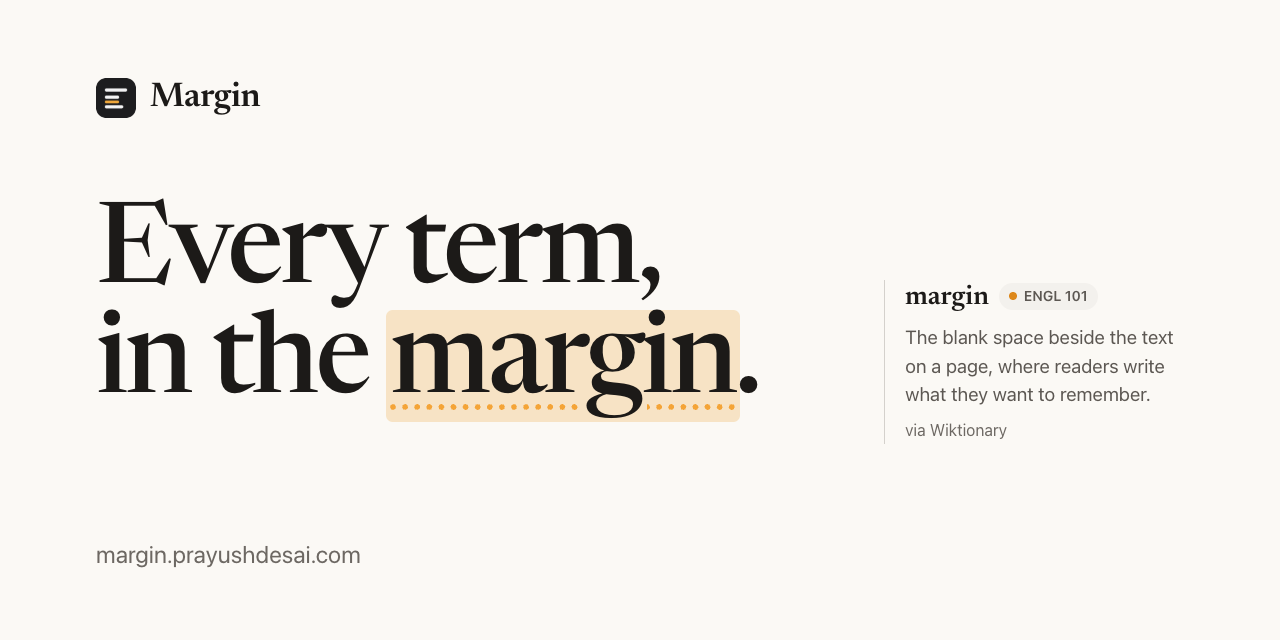 Margin
Every term,
in the margin.
margin ENGL 101
The blank space beside the text
on a page, where readers write
what they want to remember.
via Wiktionary
margin.prayushdesai.com